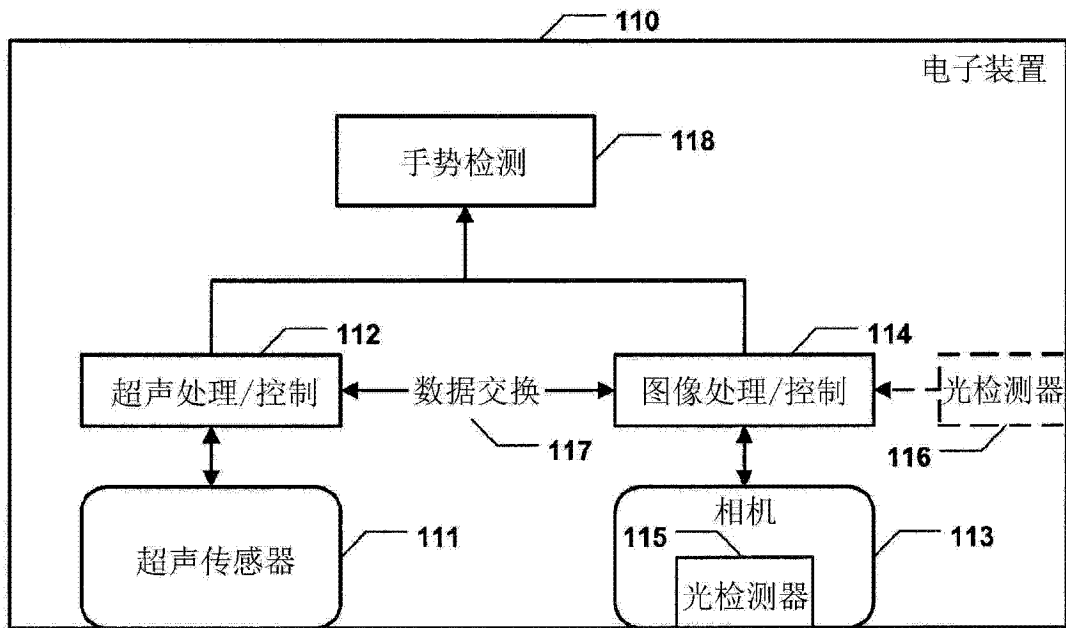 110
电子装置
手势检测
118
112
114
超声处理/控制
数据交换
图像处理/控制
光检测器
117
116
超声传感器
111
相机
115
113
光检测器